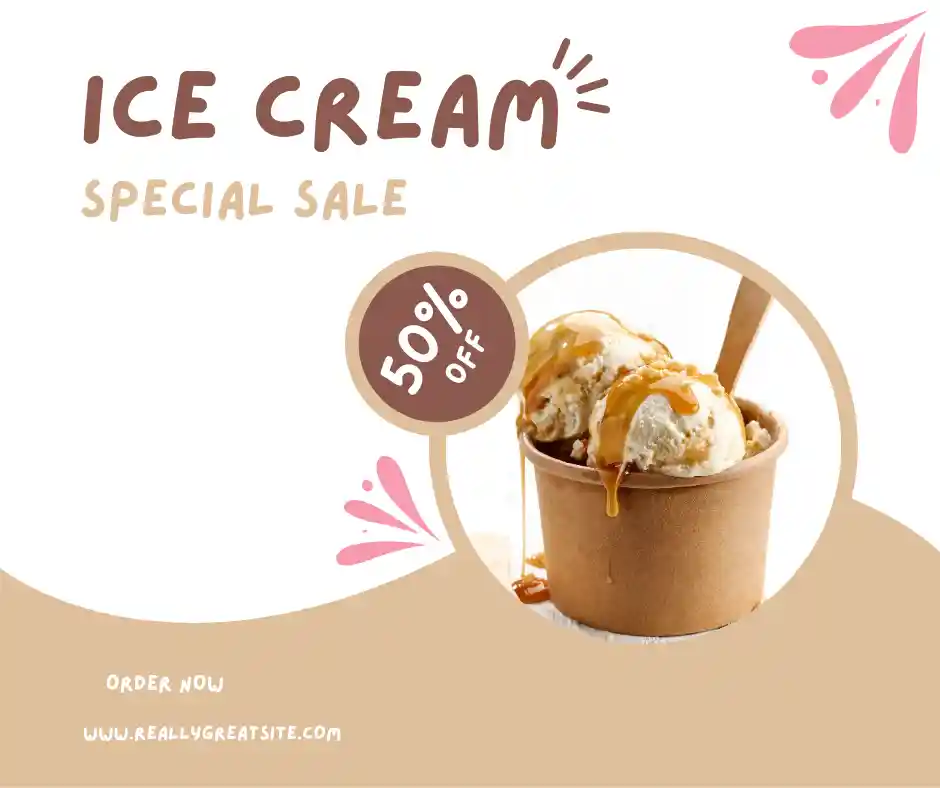 ICE CREAM
SPECIAL SALE
50%
OFF
ORDER NOW
WWW.REALLYGREATSITE.COM